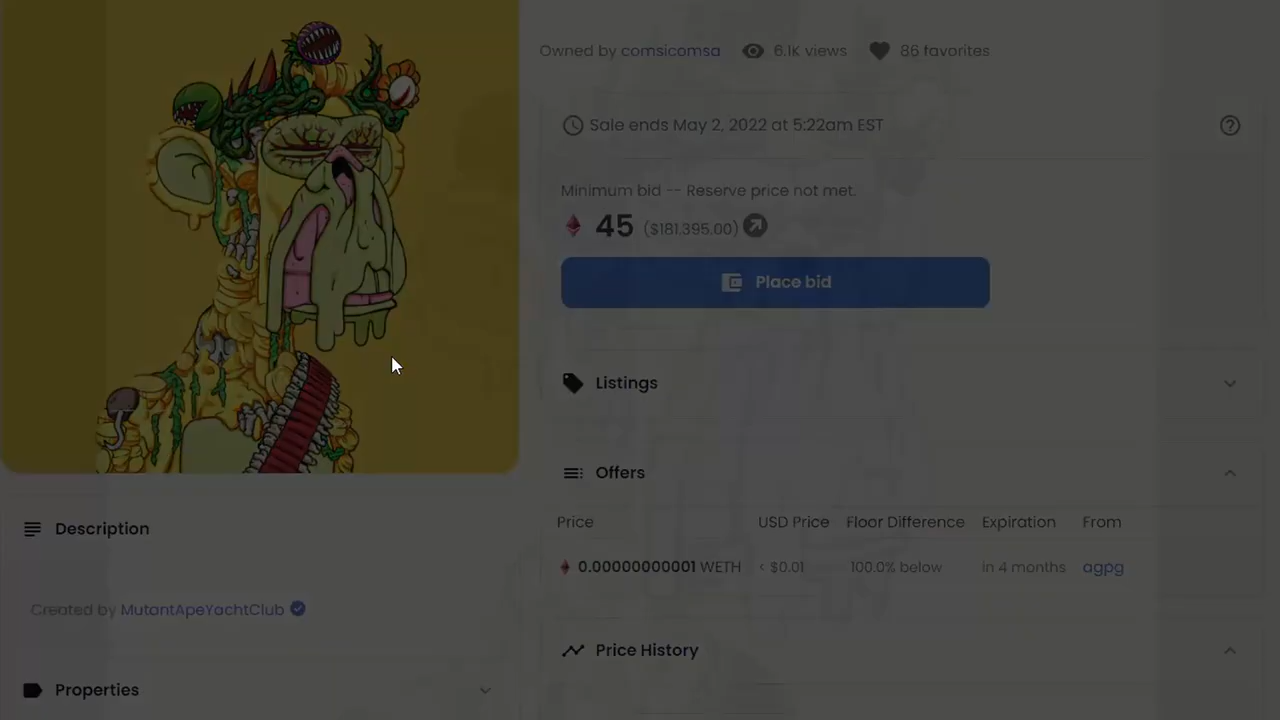 Owned by comsicomsa 6.1K views 86 favorites
Sale ends May 2, 2022 at 5:22am EST
Minimum bid -- Reserve price not met.
45 ($181,395.00)
Place bid
Listings
Offers
Price USD Price Floor Difference Expiration From
0.00000000001 WETH < $0.01 100.0% below in 4 months agpg
Price History
Description
Created by MutantApeYachtClub
Properties